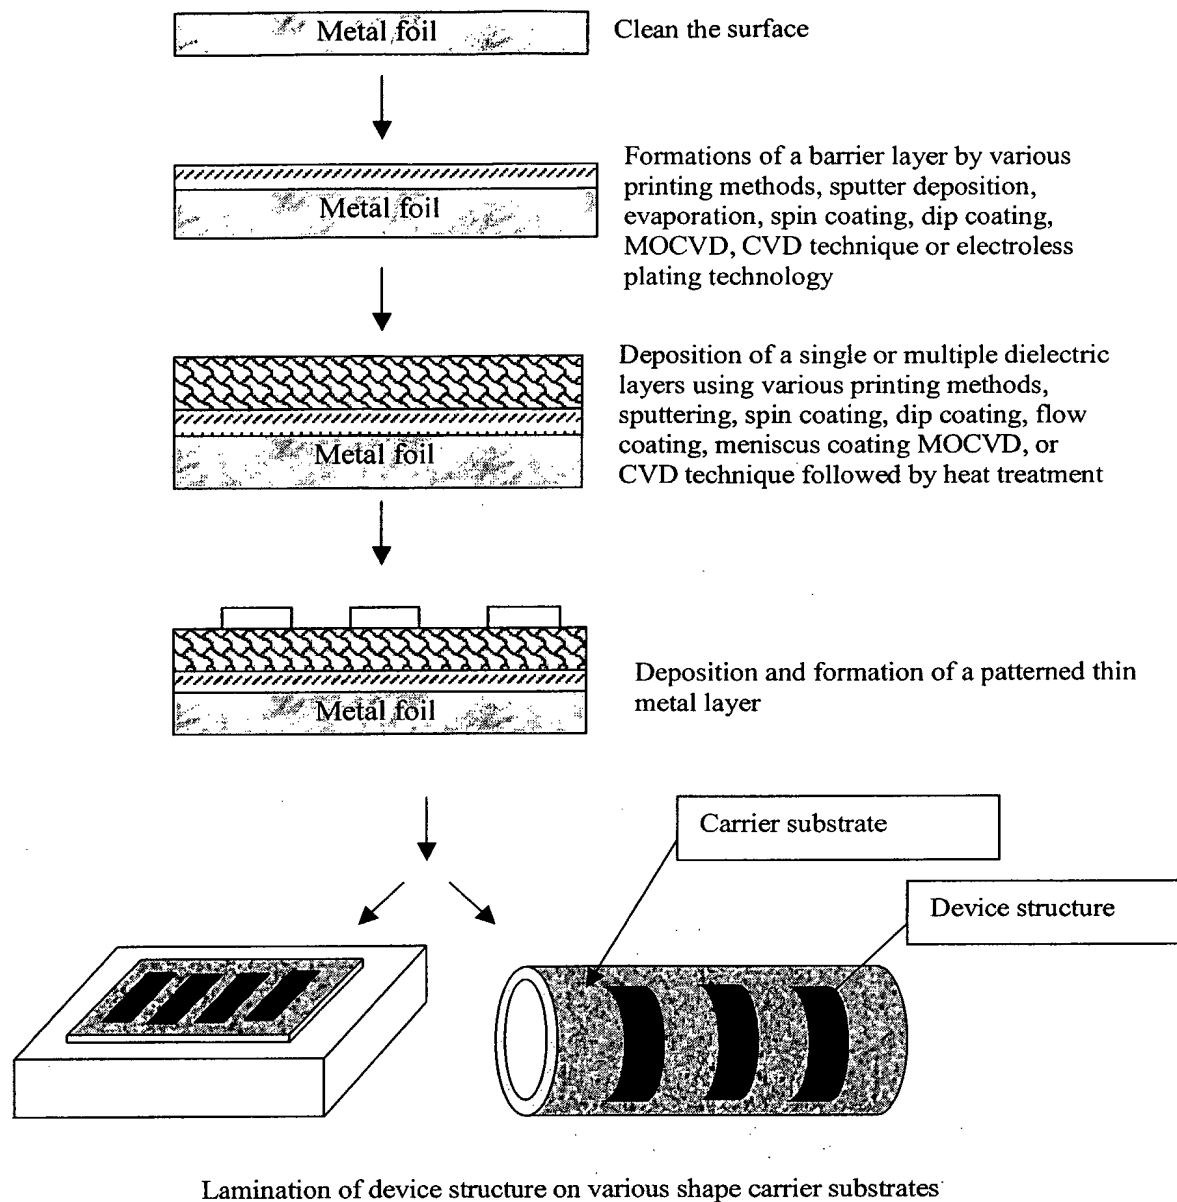 Metal foil
Clean the surface
Formations of a barrier layer by various
printing methods, sputter deposition,
evaporation, spin coating, dip coating,
MOCVD, CVD technique or electroless
plating technology
Metal foil
Deposition of a single or multiple dielectric
layers using various printing methods,
sputtering, spin coating, dip coating, flow
coating, meniscus coating MOCVD, or
CVD technique followed by heat treatment
Metal foil
Deposition and formation of a patterned thin
metal layer
Metal foil
Carrier substrate
Device structure
Lamination of device structure on various shape carrier substrates